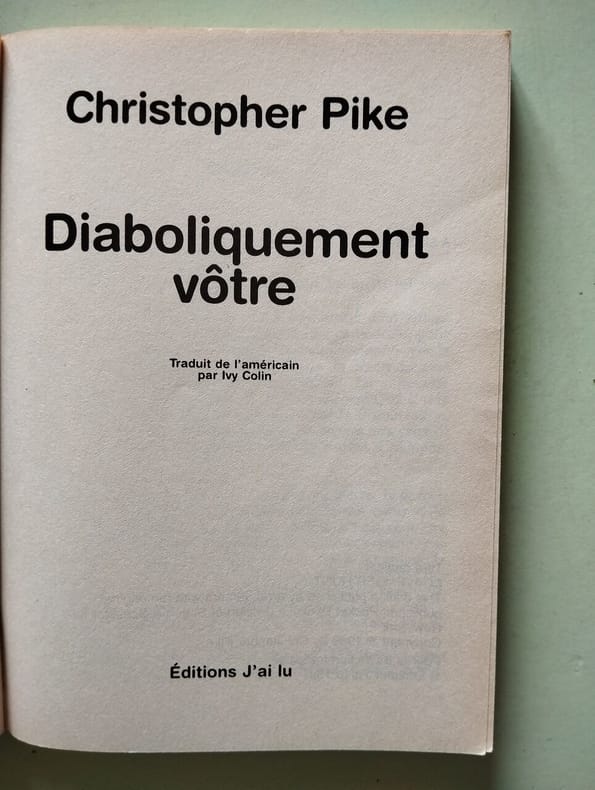 Christopher Pike
Diaboliquement
vôtre
Traduit de l'américain
par Ivy Colin
Éditions J'ai lu